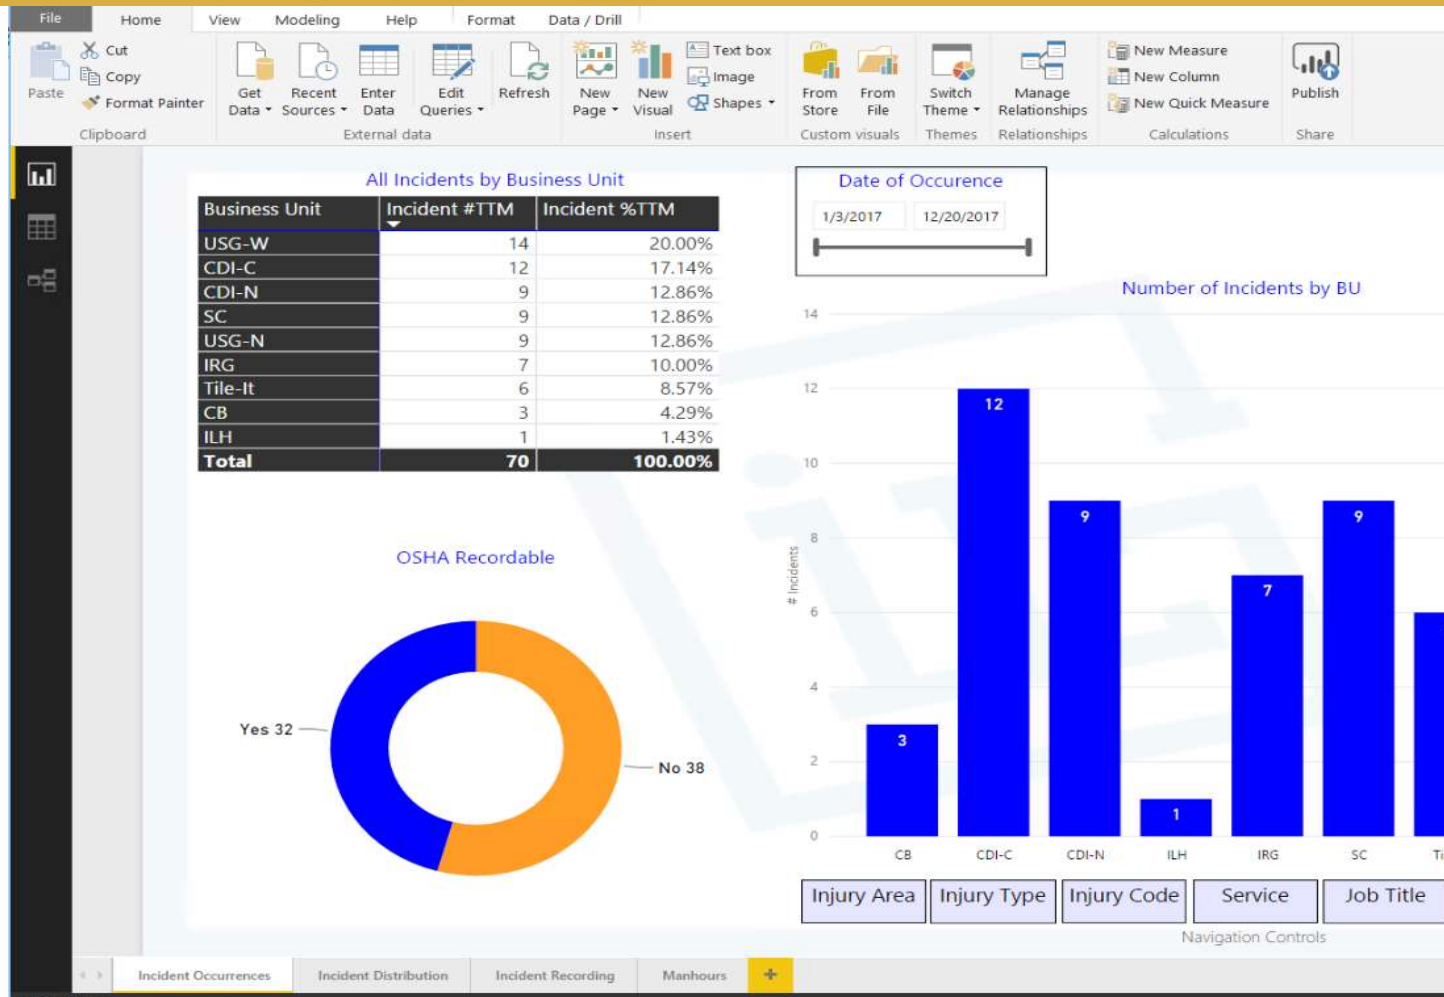 File Home View Modeling Help Format Data / Drill
Paste Cut Copy Format Painter
Get Data Recent Sources Enter Data Edit Queries Refresh
New Page New Visual Text box Image Shapes
From Store From File Switch Theme Manage Relationships
New Measure New Column New Quick Measure Publish
Clipboard External data Insert Custom visuals Themes Relationships Calculations Share
All Incidents by Business Unit
Business Unit Incident #TTM Incident %TTM
USG-W 14 20.00%
CDI-C 12 17.14%
CDI-N 9 12.86%
SC 9 12.86%
USG-N 9 12.86%
IRG 7 10.00%
Tile-It 6 8.57%
CB 3 4.29%
ILH 1 1.43%
Total 70 100.00%
OSHA Recordable
Yes 32
No 38
Date of Occurence
1/3/2017 12/20/2017
Number of Incidents by BU
# Incidents
14
12
10
8
6
4
2
0
3 12 9 1 7 9
CB CDI-C CDI-N ILH IRG SC
Injury Area Injury Type Injury Code Service Job Title
Navigation Controls
Incident Occurrences Incident Distribution Incident Recording Manhours +